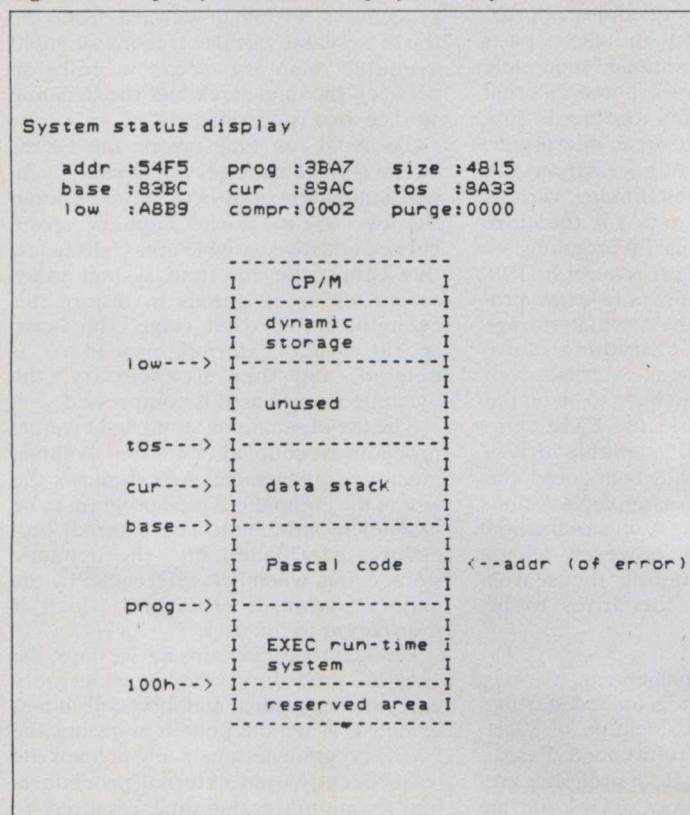 System status display
addr :54F5 prog :3BA7 size :4815
base :83BC cur :89AC tos :8A33
low :A8B9 compr:0002 purge:0000
I CP/M I
I dynamic I
I storage I
low---> I---------------I
I unused I
tos---> I---------------I
cur---> I data stack I
base---> I---------------I
I Pascal code I <--addr (of error)
prog---> I---------------I
I EXEC run-time I
I system I
100h---> I---------------I
I reserved area I